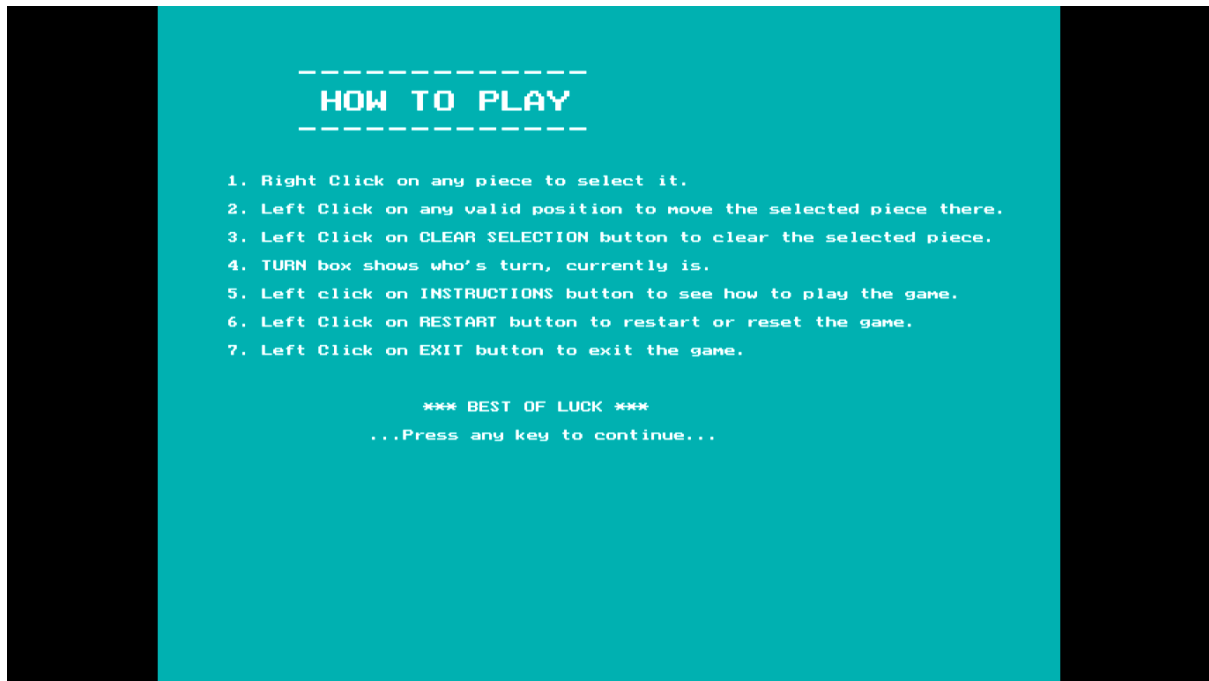 -------------
HOW TO PLAY
-------------
1. Right Click on any piece to select it.
2. Left Click on any valid position to move the selected piece there.
3. Left Click on CLEAR SELECTION button to clear the selected piece.
4. TURN box shows who's turn, currently is.
5. Left click on INSTRUCTIONS button to see how to play the game.
6. Left Click on RESTART button to restart or reset the game.
7. Left Click on EXIT button to exit the game.
*** BEST OF LUCK ***
...Press any key to continue...